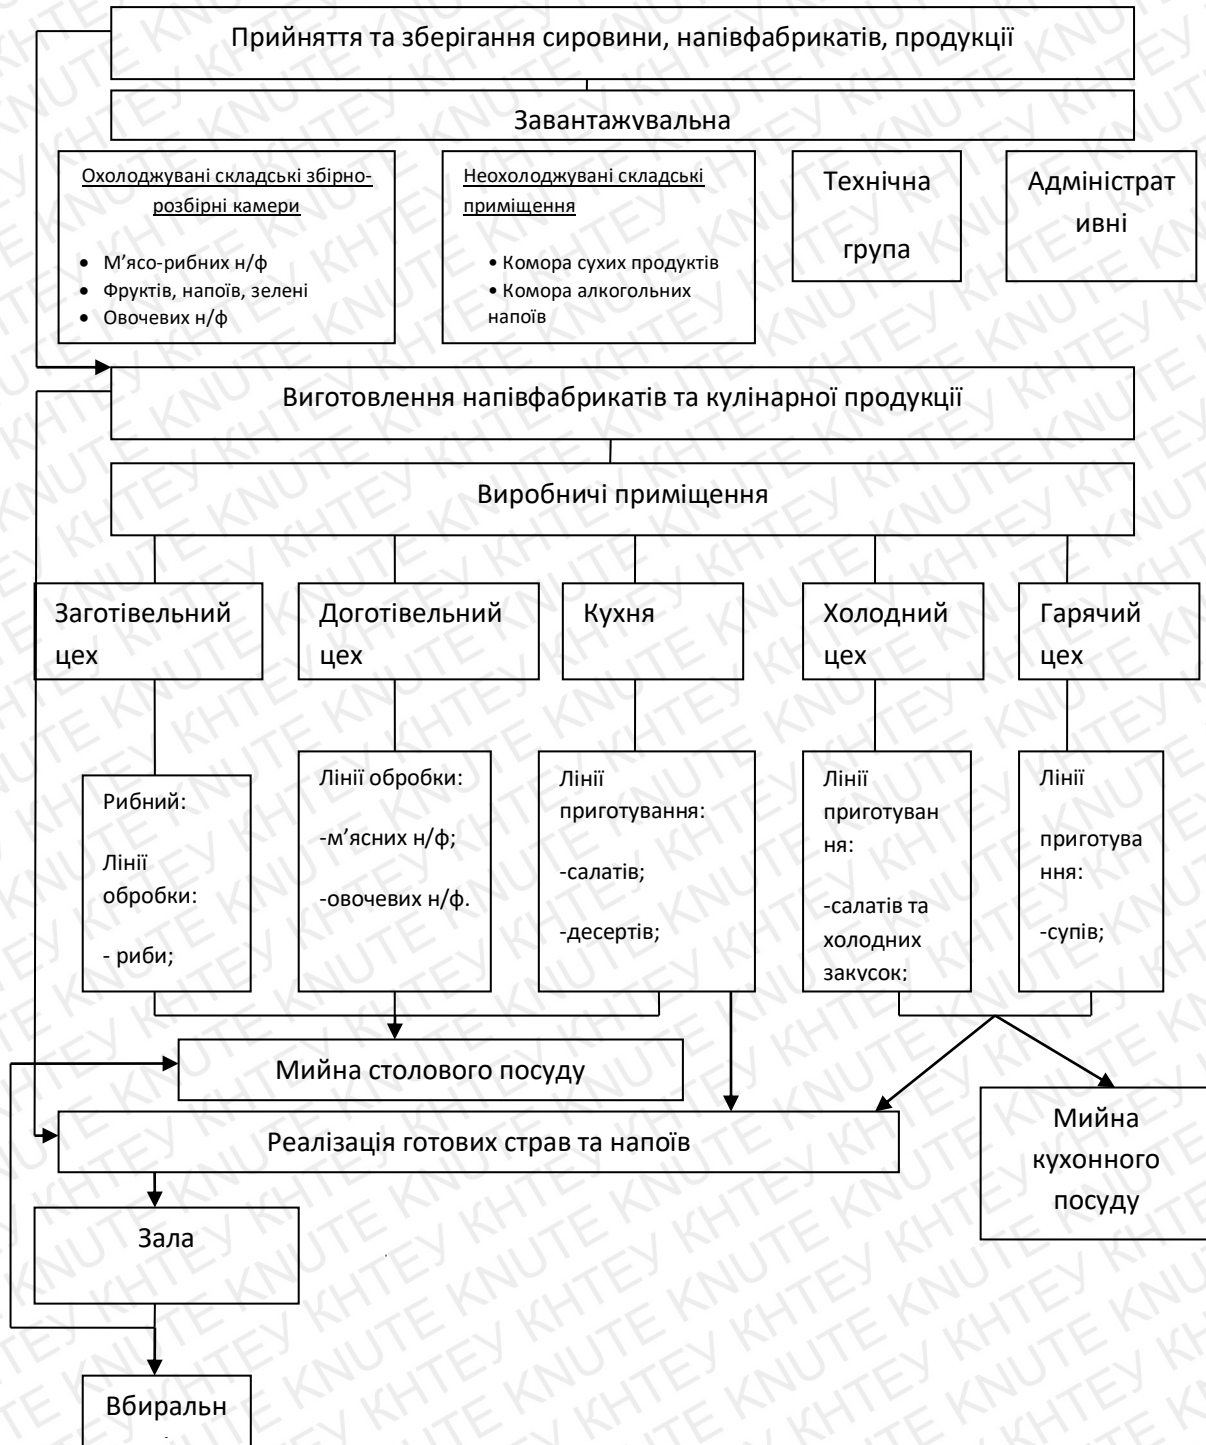 Прийняття та зберігання сировини, напівфабрикатів, продукції
Завантажувальна
Охолоджувані складські збірно-
розбірні камери
• М’ясо-рибних н/ф
• Фруктів, напоїв, зелені
• Овочевих н/ф
Неохолоджувані складські
приміщення
• Комора сухих продуктів
• Комора алкогольних
напоїв
Технічна
група
Адміністрат
ивні
Виготовлення напівфабрикатів та кулінарної продукції
Виробничі приміщення
Заготівельний
цех
Доготівельний
цех
Кухня
Холодний
цех
Гарячий
цех
Рибний:
Лінії
обробки:
- риби;
Лінії обробки:
-м’ясних н/ф;
-овочевих н/ф.
Лінії
приготування:
-салатів;
-десертів;
Лінії
приготуван
ня:
-салатів та
холодних
закусок;
Лінії
приготува
ння:
-супів;
Мийна столового посуду
Реалізація готових страв та напоїв
Мийна
кухонного
посуду
Зала
Вбиральн